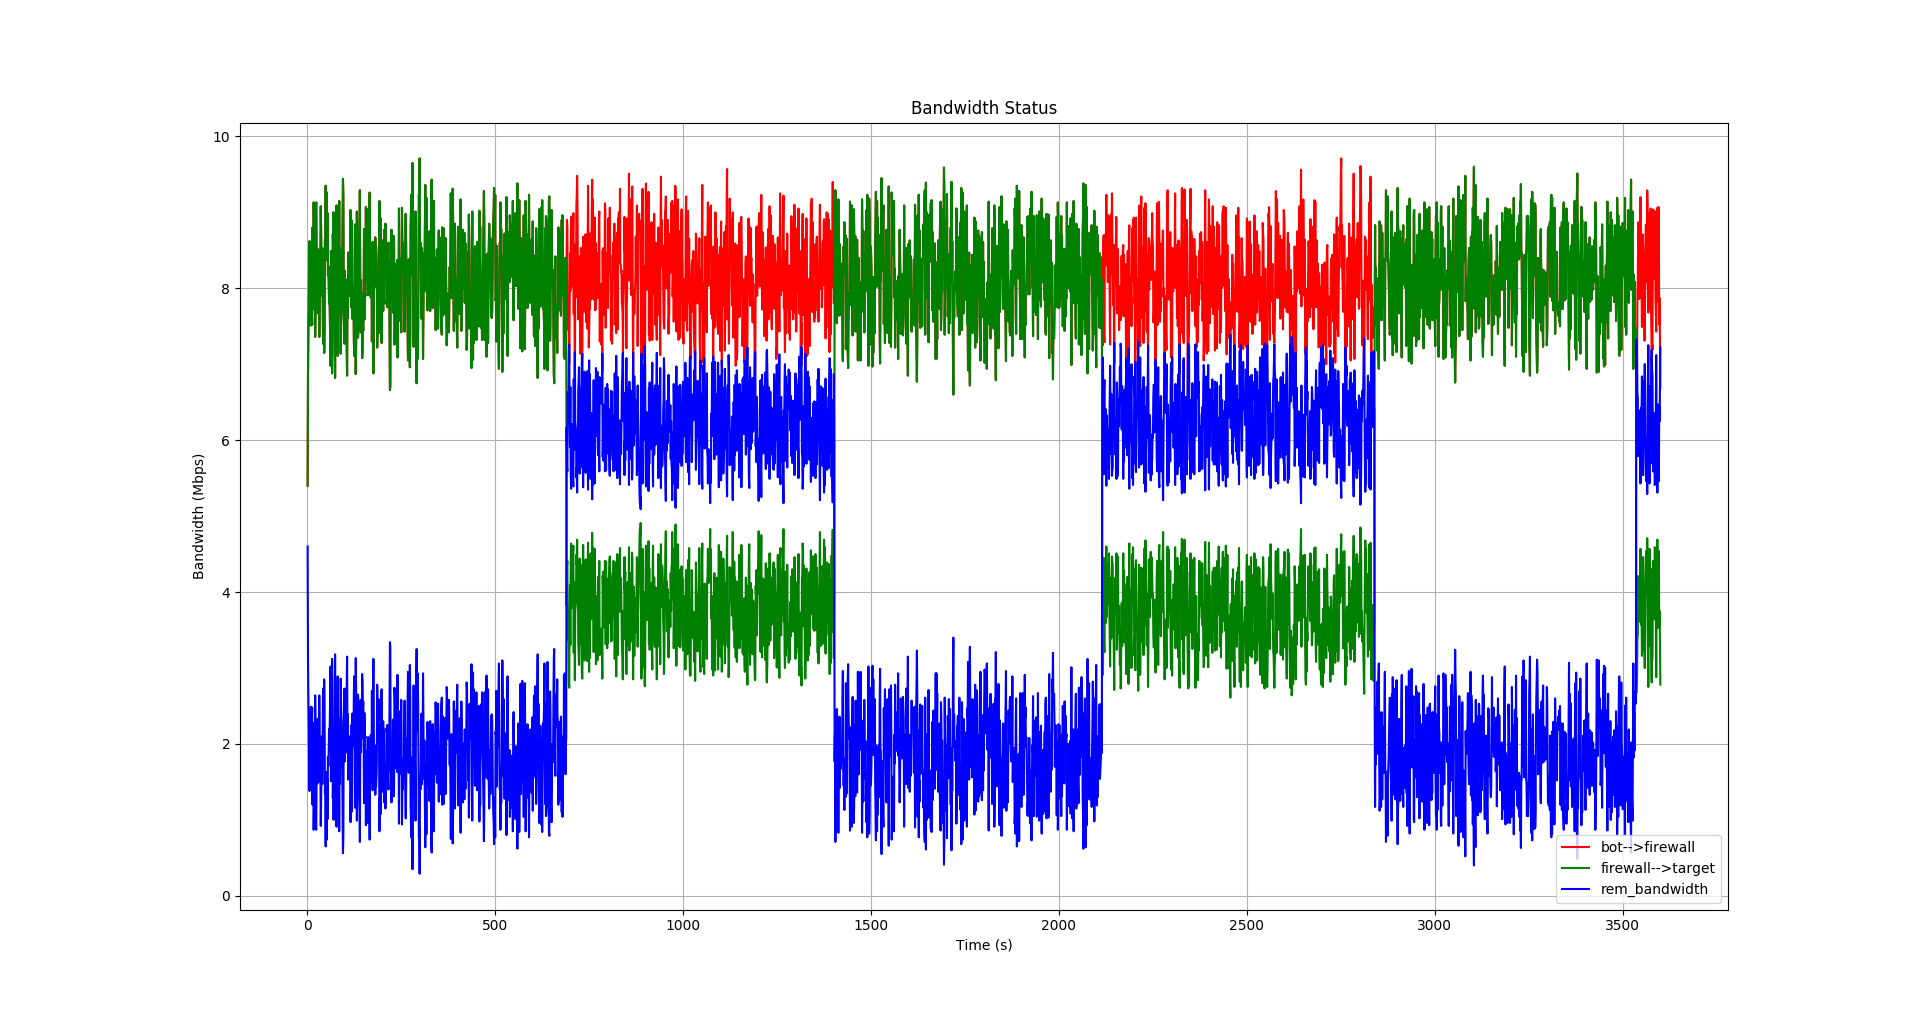 Bandwidth Status
10
8
6
4
2
0
Bandwidth (Mbps)
0 500 1000 1500 2000 2500 3000 3500
Time (s)
bot-->firewall
firewall-->target
rem_bandwidth